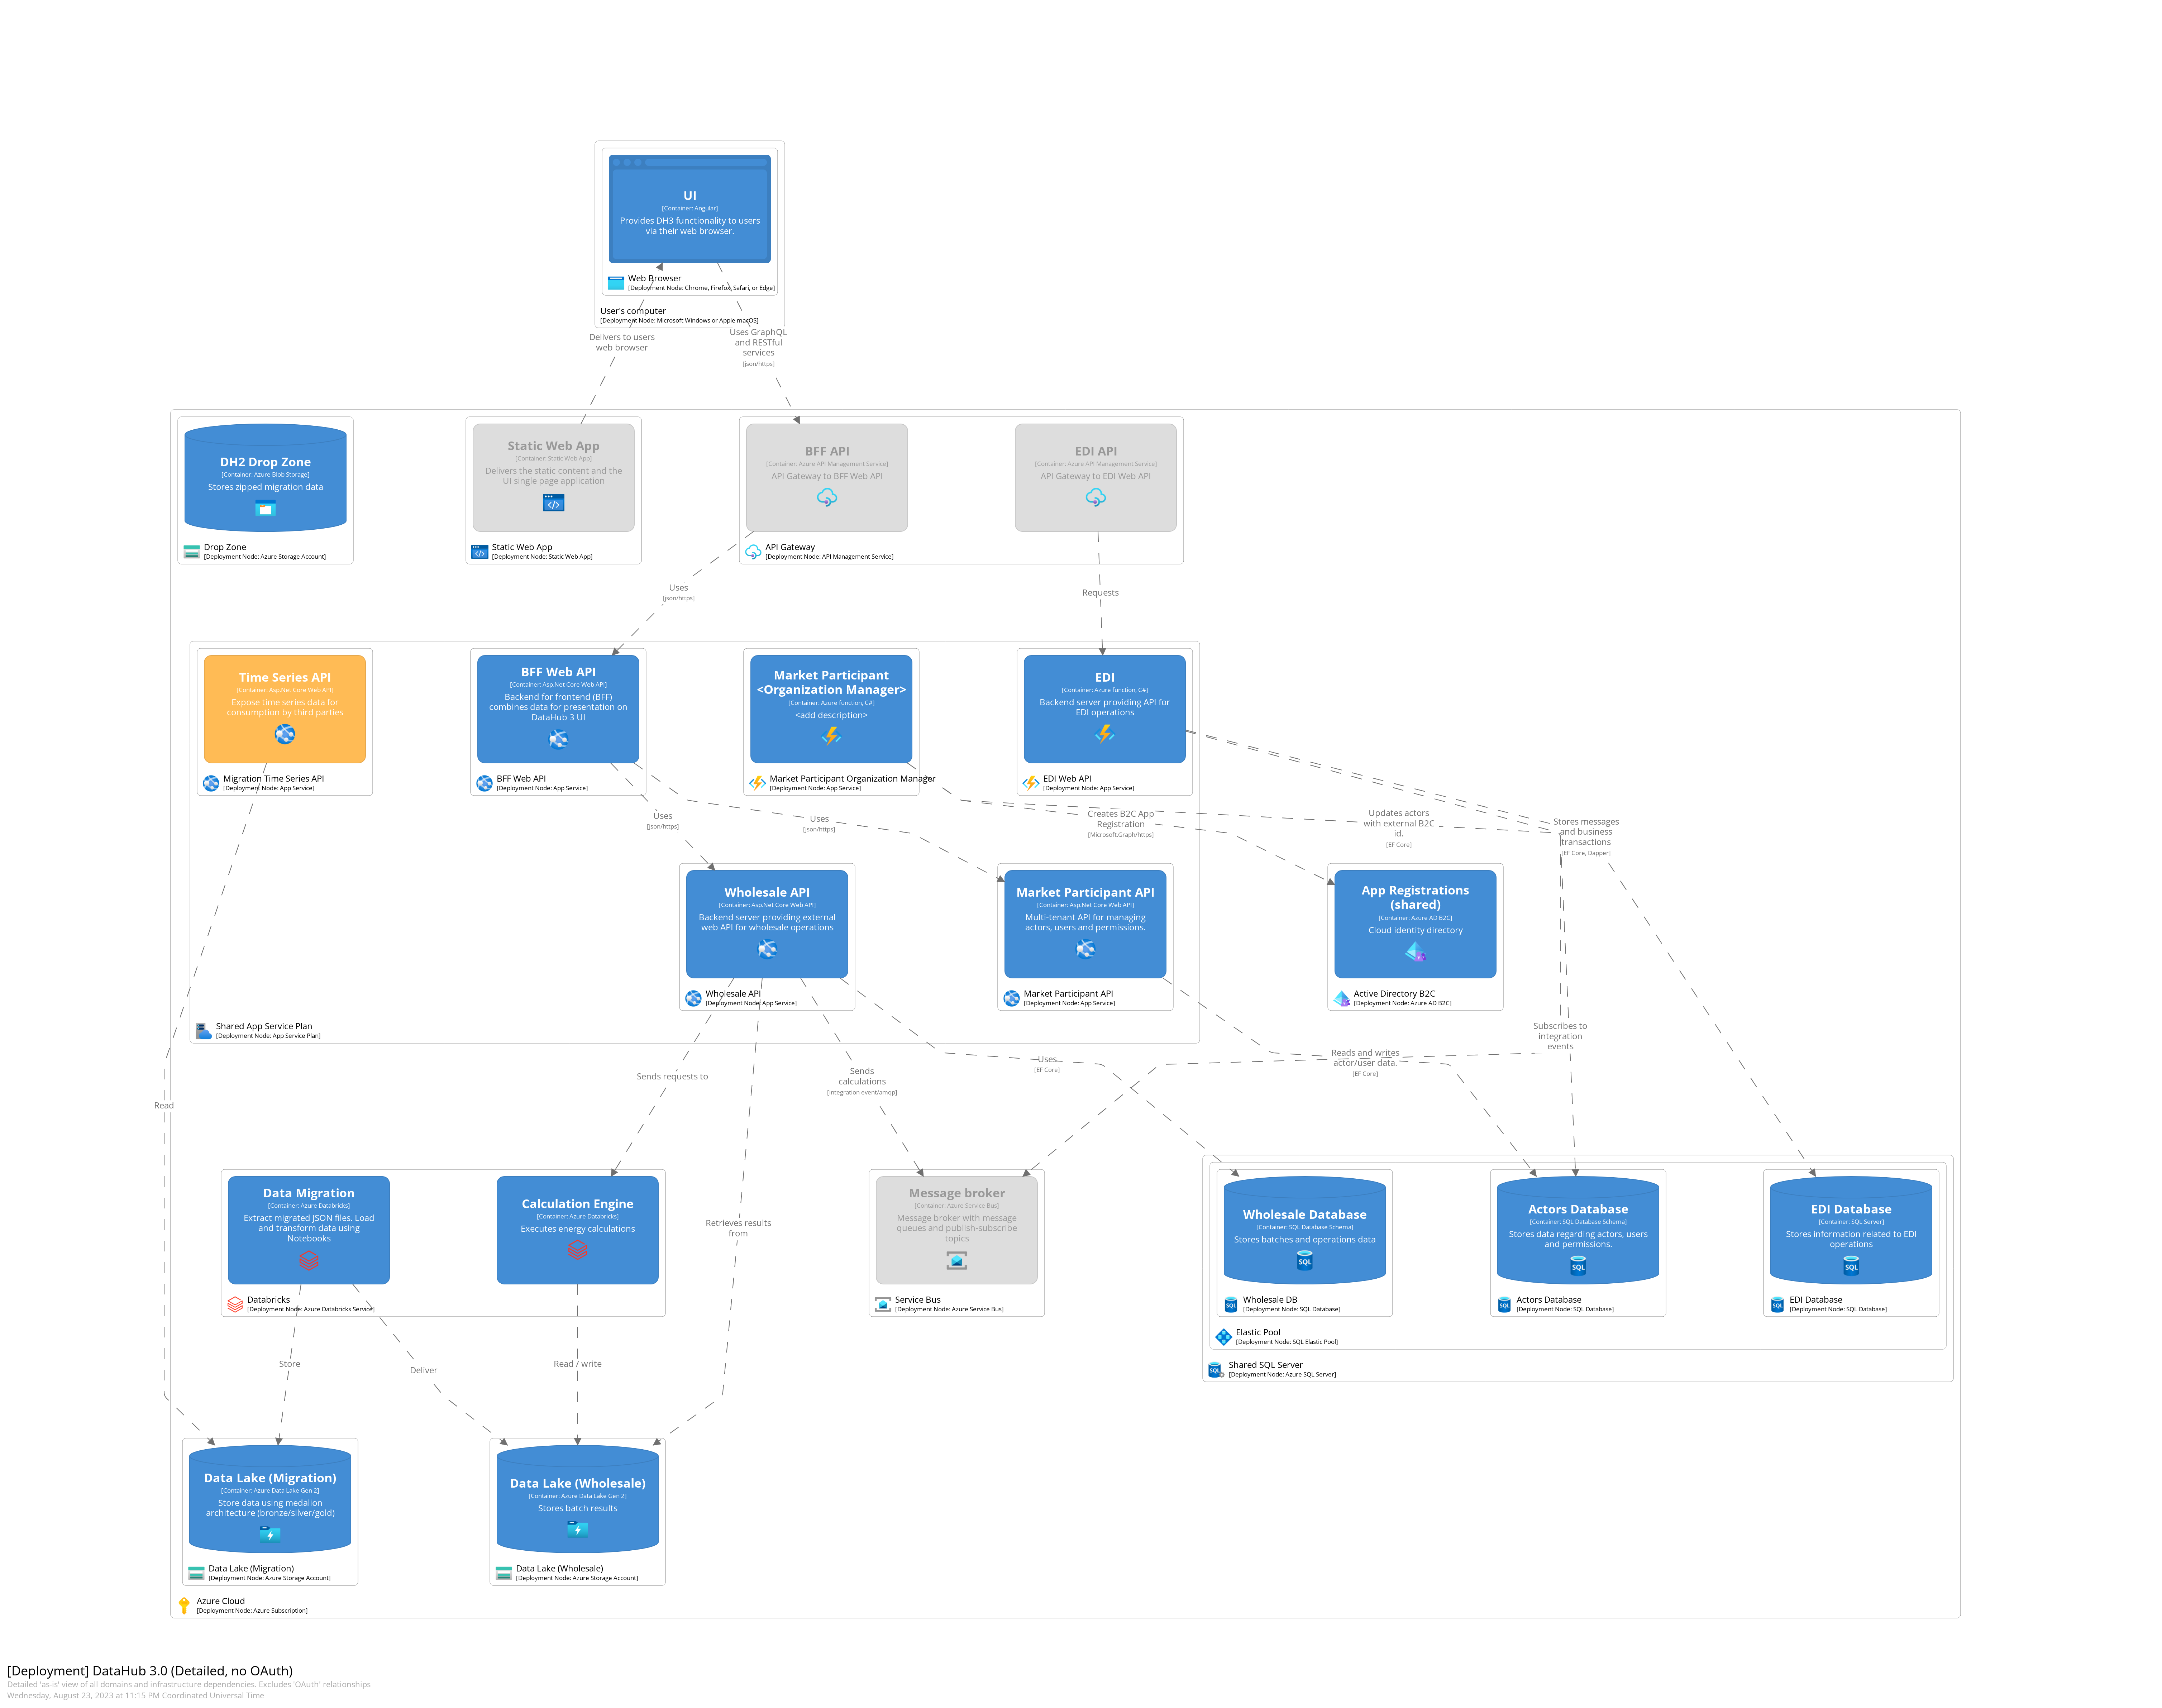 UI
[Container: Angular]
Provides DH3 functionality to users
via their web browser.
Web Browser
[Deployment Node: Chrome, Firefox, Safari, or Edge]
User's computer
[Deployment Node: Microsoft Windows or Apple macOS]
Delivers to users
web browser
Uses GraphQL
and RESTful
services
[json/https]
DH2 Drop Zone
[Container: Azure Blob Storage]
Stores zipped migration data
Drop Zone
[Deployment Node: Azure Storage Account]
Static Web App
[Container: Static Web App]
Delivers the static content and the
UI single page application
Static Web App
[Deployment Node: Static Web App]
BFF API
[Container: Azure API Management Service]
API Gateway to BFF Web API
EDI API
[Container: Azure API Management Service]
API Gateway to EDI Web API
API Gateway
[Deployment Node: API Management Service]
Uses
[json/https]
Requests
Time Series API
[Container: Asp.Net Core Web API]
Expose time series data for
consumption by third parties
Migration Time Series API
[Deployment Node: App Service]
BFF Web API
[Container: Asp.Net Core Web API]
Backend for frontend (BFF)
combines data for presentation on
DataHub 3 UI
BFF Web API
[Deployment Node: App Service]
Market Participant
<Organization Manager>
[Container: Azure function, C#]
<add description>
Market Participant Organization Manager
[Deployment Node: App Service]
EDI
[Container: Azure function, C#]
Backend server providing API for
EDI operations
EDI Web API
[Deployment Node: App Service]
Uses
[json/https]
Uses
[json/https]
Creates B2C App
Registration
[Microsoft.Graph/https]
Updates actors
with external B2C
id.
[EF Core]
Stores messages
and business
transactions
[EF Core, Dapper]
Wholesale API
[Container: Asp.Net Core Web API]
Backend server providing external
web API for wholesale operations
Wholesale API
[Deployment Node: App Service]
Market Participant API
[Container: Asp.Net Core Web API]
Multi-tenant API for managing
actors, users and permissions.
Market Participant API
[Deployment Node: App Service]
App Registrations
(shared)
[Container: Azure AD B2C]
Cloud identity directory
Active Directory B2C
[Deployment Node: Azure AD B2C]
Shared App Service Plan
[Deployment Node: App Service Plan]
Subscribes to
integration
events
Read
Sends requests to
Sends
calculations
[integration event/amqp]
Uses
[EF Core]
Reads and writes
actor/user data.
[EF Core]
Data Migration
[Container: Azure Databricks]
Extract migrated JSON files. Load
and transform data using
Notebooks
Calculation Engine
[Container: Azure Databricks]
Executes energy calculations
Databricks
[Deployment Node: Azure Databricks Service]
Retrieves results
from
Message broker
[Container: Azure Service Bus]
Message broker with message
queues and publish-subscribe
topics
Service Bus
[Deployment Node: Azure Service Bus]
Wholesale Database
[Container: SQL Database Schema]
Stores batches and operations data
SQL
Wholesale DB
[Deployment Node: SQL Database]
Actors Database
[Container: SQL Database Schema]
Stores data regarding actors, users
and permissions.
SQL
Actors Database
[Deployment Node: SQL Database]
EDI Database
[Container: SQL Server]
Stores information related to EDI
operations
SQL
EDI Database
[Deployment Node: SQL Database]
Elastic Pool
[Deployment Node: SQL Elastic Pool]
Shared SQL Server
[Deployment Node: Azure SQL Server]
Store
Deliver
Read / write
Data Lake (Migration)
[Container: Azure Data Lake Gen 2]
Store data using medalion
architecture (bronze/silver/gold)
Data Lake (Migration)
[Deployment Node: Azure Storage Account]
Data Lake (Wholesale)
[Container: Azure Data Lake Gen 2]
Stores batch results
Data Lake (Wholesale)
[Deployment Node: Azure Storage Account]
Azure Cloud
[Deployment Node: Azure Subscription]
[Deployment] DataHub 3.0 (Detailed, no OAuth)
Detailed 'as-is' view of all domains and infrastructure dependencies. Excludes 'OAuth' relationships
Wednesday, August 23, 2023 at 11:15 PM Coordinated Universal Time